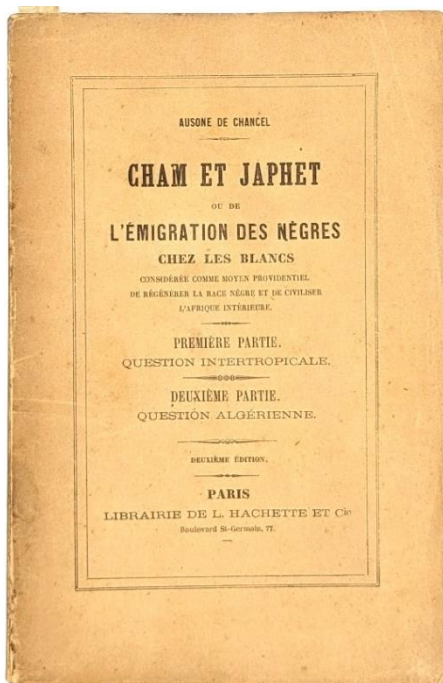 AUSONE DE CHANCEL
CHAM ET JAPHET
OU DE
L'ÉMIGRATION DES NÈGRES
CHEZ LES BLANCS
CONSIDÉRÉE COMME MOYEN PROVIDENTIEL
DE RÉGÉNÉRER LA RACE NÈGRE ET DE CIVILISER
L'AFRIQUE INTÉRIEURE.
PREMIÈRE PARTIE.
QUESTION INTERTROPICALE.
DEUXIÈME PARTIE.
QUESTION ALGÉRIENNE.
DEUXIÈME ÉDITION.
PARIS
LIBRAIRIE DE L. HACHETTE ET Cie
Boulevard St-Germain, 77.